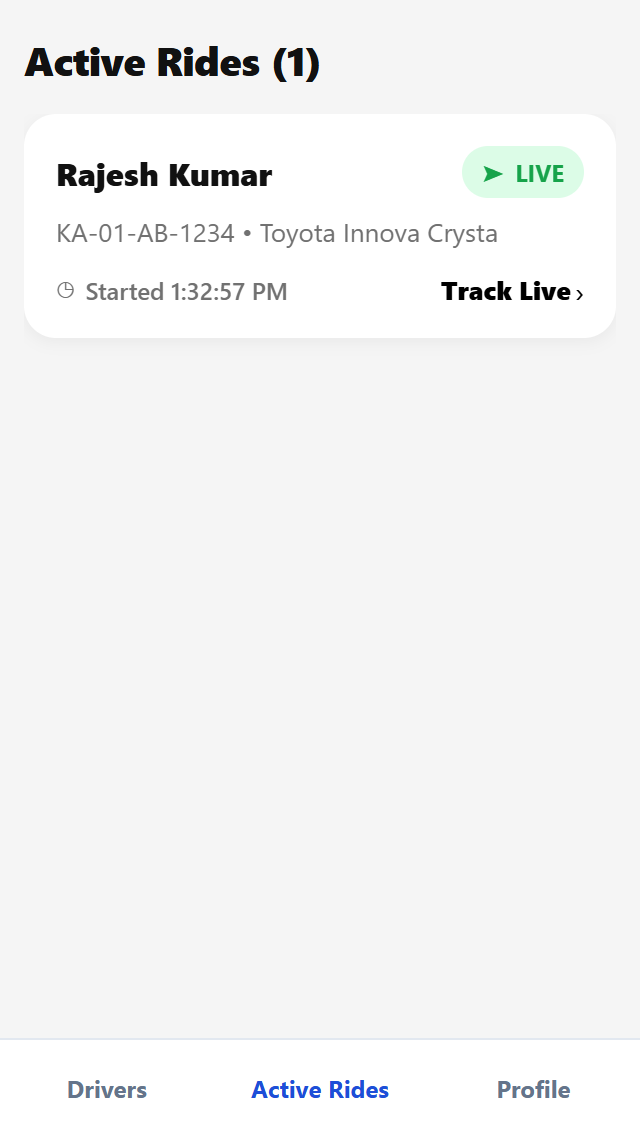 Active Rides (1)
Rajesh Kumar
➤ LIVE
KA-01-AB-1234 • Toyota Innova Crysta
◷ Started 1:32:57 PM
Track Live ›
Drivers
Active Rides
Profile